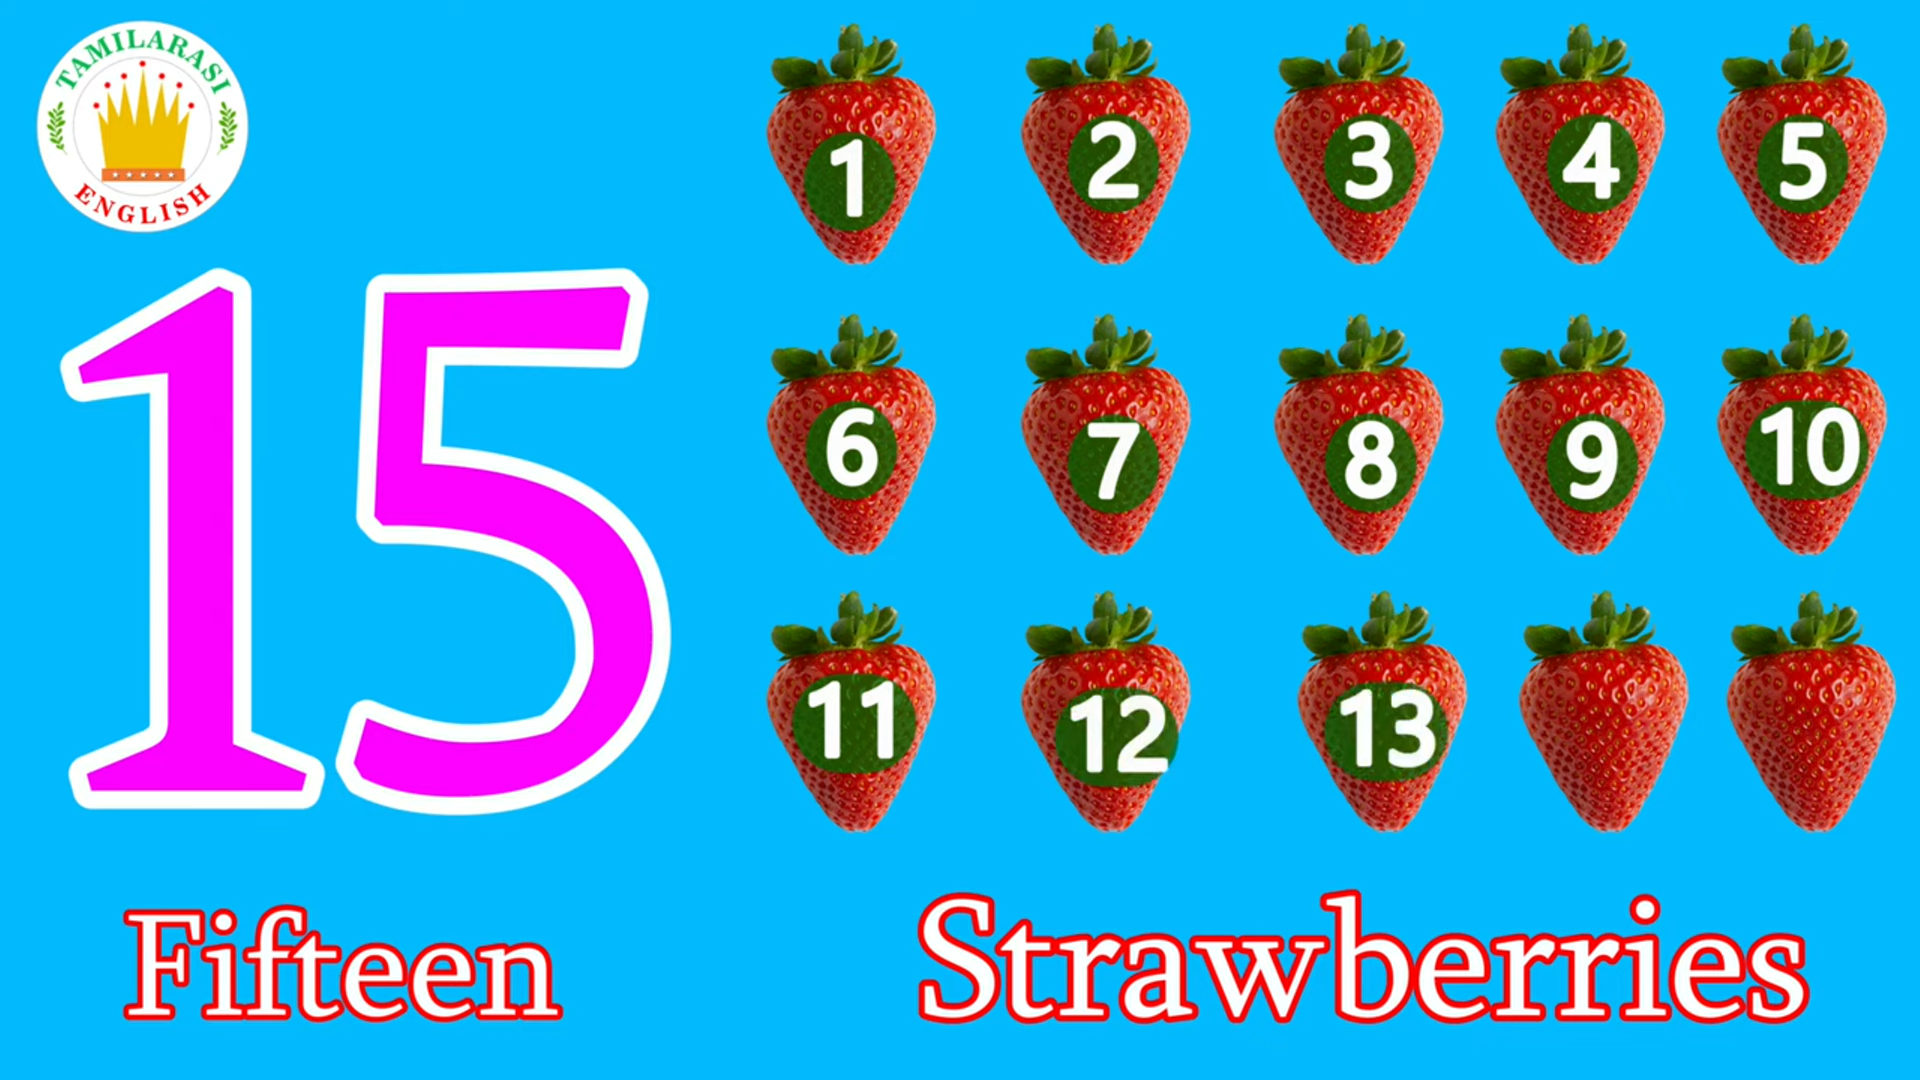 TAMILARASI
ENGLISH
15
1 2 3 4 5
6 7 8 9 10
11 12 13
Fifteen Strawberries